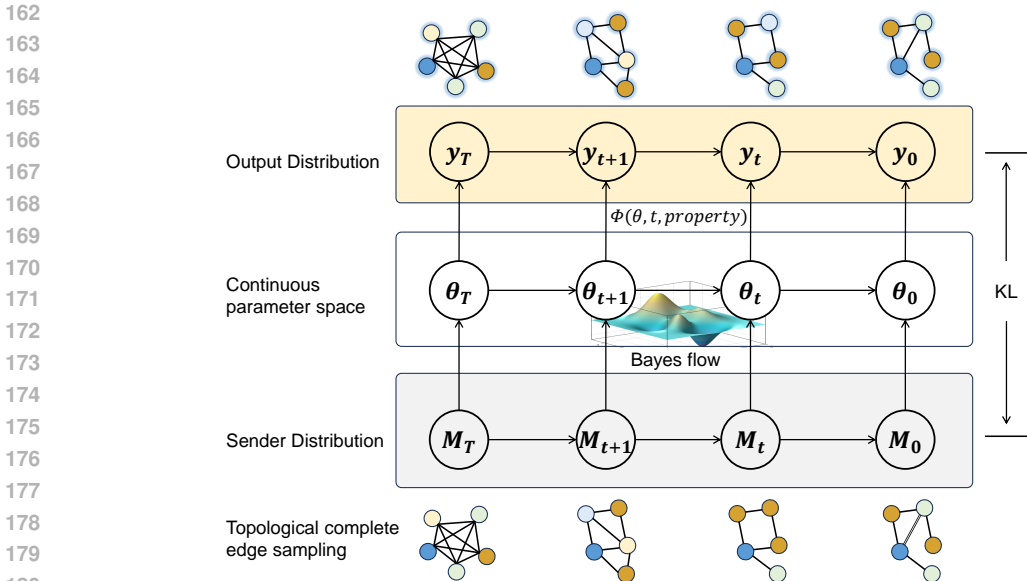 162
163
164
165
166
167
168
169
170
171
172
173
174
175
176
177
178
179
Output Distribution
y_T
y_{t+1}
y_t
y_0
Φ(θ, t, property)
Continuous
parameter space
θ_T
θ_{t+1}
θ_t
θ_0
KL
Bayes flow
Sender Distribution
M_T
M_{t+1}
M_t
M_0
Topological complete
edge sampling